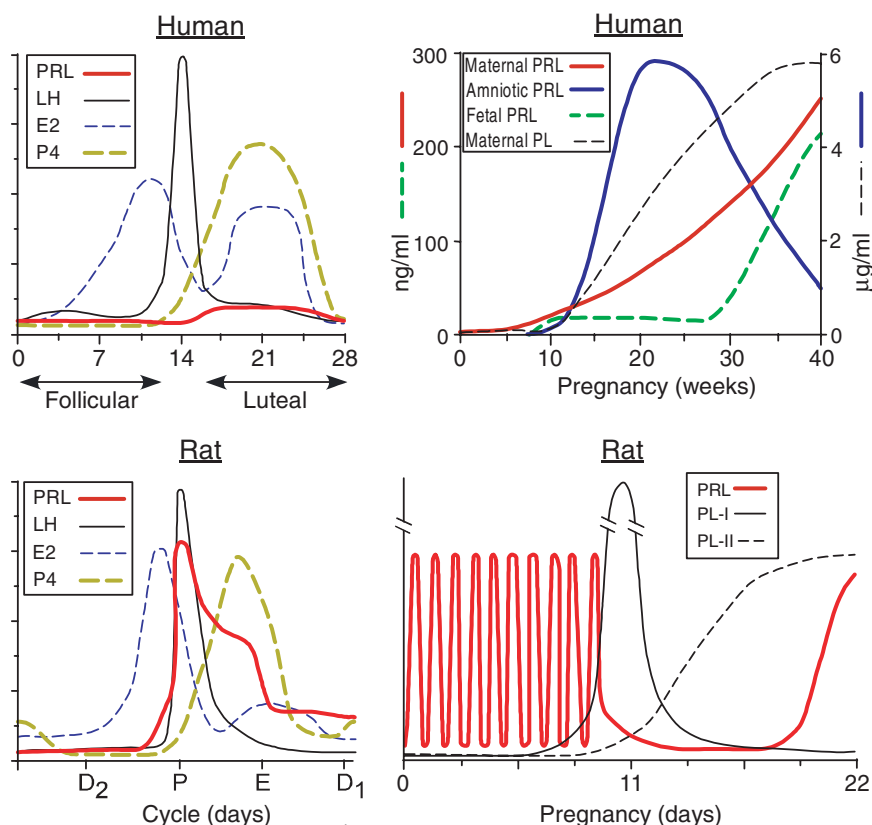 Human
PRL
LH
E2
P4
0 7 14 21 28
Follicular Luteal
Human
300
200
100
0
ng/ml
Maternal PRL
Amniotic PRL
Fetal PRL
Maternal PL
6
4
2
0
µg/ml
0 10 20 30 40
Pregnancy (weeks)
Rat
PRL
LH
E2
P4
D2 P E D1
Cycle (days)
Rat
PRL
PL-I
PL-II
0 11 22
Pregnancy (days)